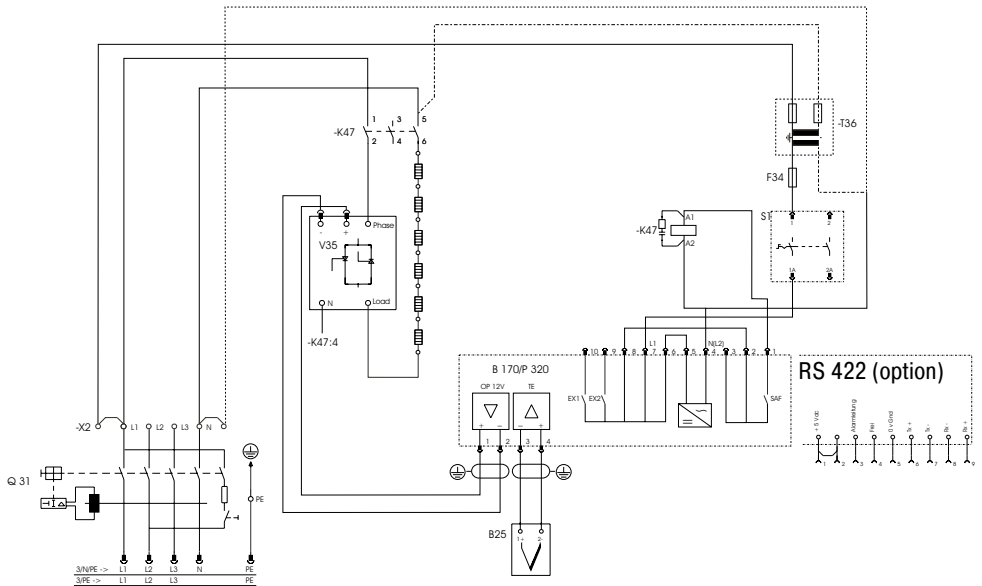 -K47
1 3 5
2 4 6
-T36
F34
S1
1 2
1A 2A
-K47
A1
A2
- + Phase
V35
N Load
-K47:4
L1 N(L2)
10 9 8 7 6 5 4 3 2 1
B 170/P 320
OP 12V TE
EX1 EX2 SAF
+ - - +
1 2 3 4
RS 422 (option)
+ 5 Vdc
Alarmleitung
Frei
0 v Grnd
Tx +
Tx -
Rx -
Rx +
1 2 3 4 5 6 7 8 9
-X2 L1 L2 L3 N
Q 31
PE
B25
1+ 2-
3/N/PE -> L1 L2 L3 N PE
3/PE -> L1 L2 L3 PE